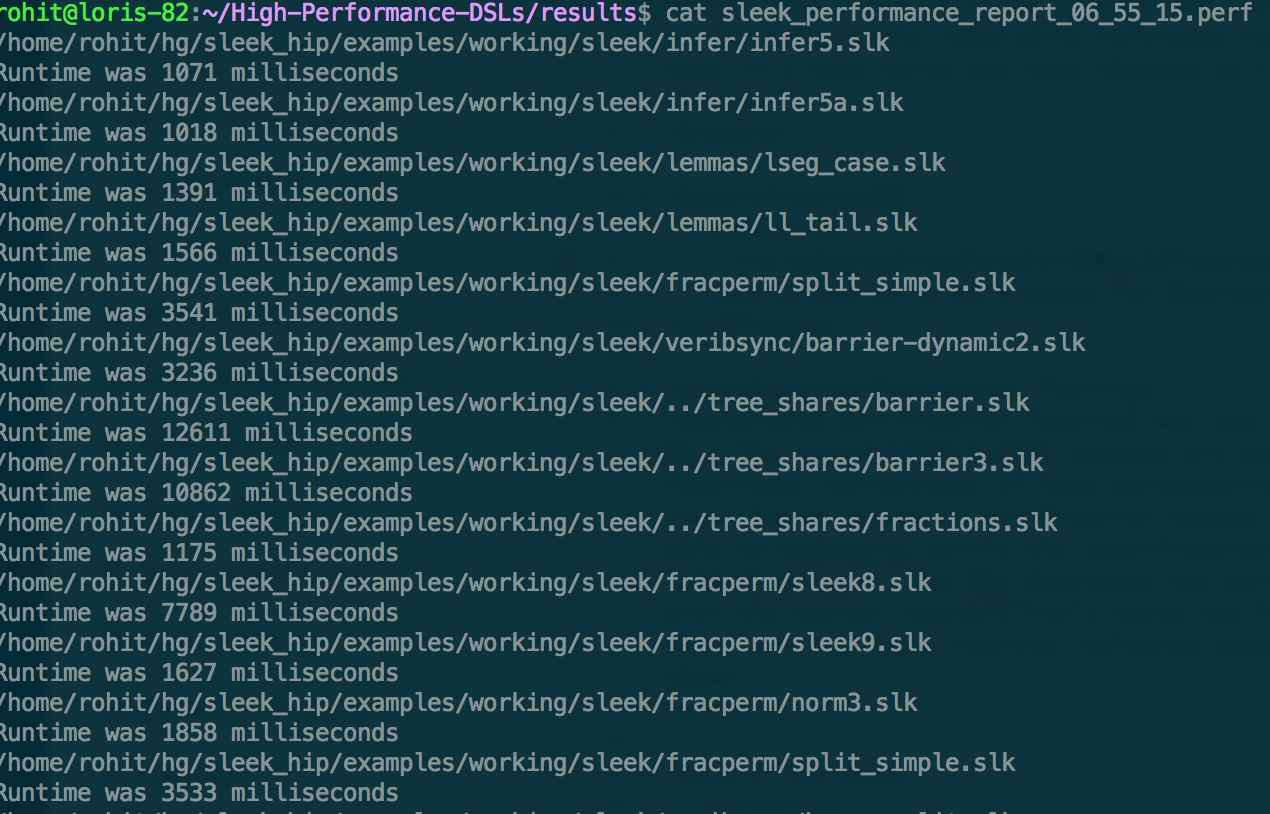 rohit@loris-82:~/High-Performance-DSLs/results$ cat sleek_performance_report_06_55_15.perf
/home/rohit/hg/sleek_hip/examples/working/sleek/infer/infer5.slk
Runtime was 1071 milliseconds
/home/rohit/hg/sleek_hip/examples/working/sleek/infer/infer5a.slk
Runtime was 1018 milliseconds
/home/rohit/hg/sleek_hip/examples/working/sleek/lemmas/lseg_case.slk
Runtime was 1391 milliseconds
/home/rohit/hg/sleek_hip/examples/working/sleek/lemmas/ll_tail.slk
Runtime was 1566 milliseconds
/home/rohit/hg/sleek_hip/examples/working/sleek/fracperm/split_simple.slk
Runtime was 3541 milliseconds
/home/rohit/hg/sleek_hip/examples/working/sleek/veribsync/barrier-dynamic2.slk
Runtime was 3236 milliseconds
/home/rohit/hg/sleek_hip/examples/working/sleek/../tree_shares/barrier.slk
Runtime was 12611 milliseconds
/home/rohit/hg/sleek_hip/examples/working/sleek/../tree_shares/barrier3.slk
Runtime was 10862 milliseconds
/home/rohit/hg/sleek_hip/examples/working/sleek/../tree_shares/fractions.slk
Runtime was 1175 milliseconds
/home/rohit/hg/sleek_hip/examples/working/sleek/fracperm/sleek8.slk
Runtime was 7789 milliseconds
/home/rohit/hg/sleek_hip/examples/working/sleek/fracperm/sleek9.slk
Runtime was 1627 milliseconds
/home/rohit/hg/sleek_hip/examples/working/sleek/fracperm/norm3.slk
Runtime was 1858 milliseconds
/home/rohit/hg/sleek_hip/examples/working/sleek/fracperm/split_simple.slk
Runtime was 3533 milliseconds